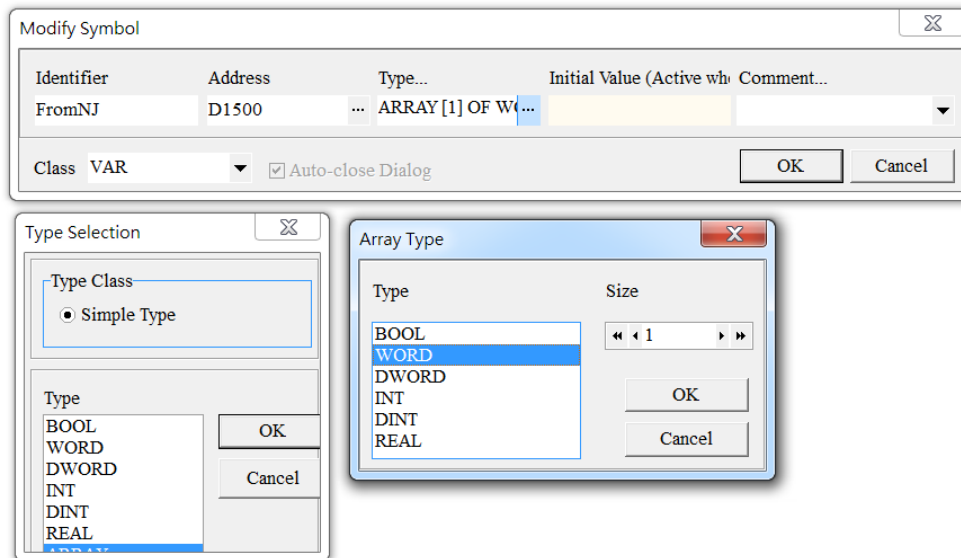 Modify Symbol
Identifier Address Type... Initial Value (Active whe Comment...
FromNJ D1500 ... ARRAY [1] OF W ...
Class VAR Auto-close Dialog OK Cancel
Type Selection
Type Class
Simple Type
Type
BOOL
WORD
DWORD
INT
DINT
REAL
ARRAY
OK
Cancel
Array Type
Type Size
BOOL
WORD
DWORD
INT
DINT
REAL
1
OK
Cancel